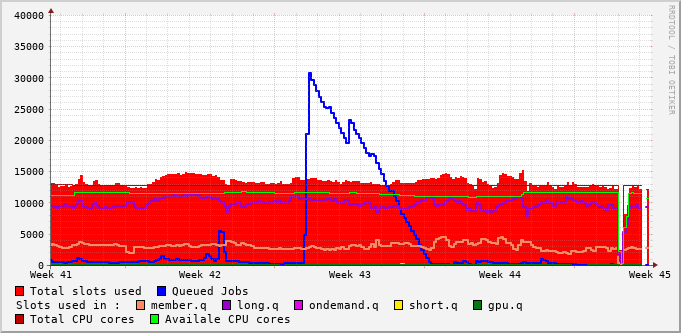 RRDTOOL / TOBI OETIKER
40000
35000
30000
25000
20000
15000
10000
5000
0
Week 41 Week 42 Week 43 Week 44 Week 45
Total slots used Queued Jobs
Slots used in : member.q long.q ondemand.q short.q gpu.q
Total CPU cores Availale CPU cores